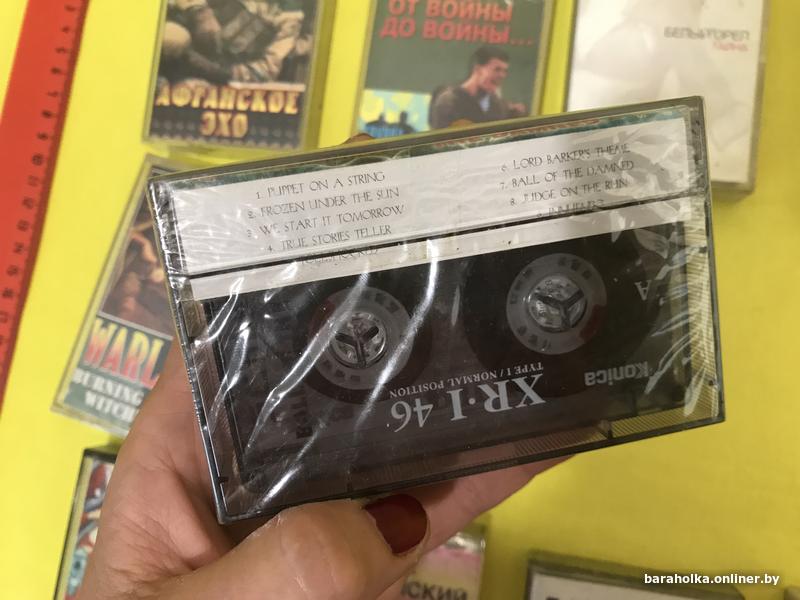 АФГАНСКОЕ
ЭХО
ОТ ВОЙНЫ
ДО ВОЙНЫ...
1. PUPPET ON A STRING
2. FROZEN UNDER THE SUN
3. WE START IT TOMORROW
4. TRUE STORIES TELLER
6. LORD BARKER'S THEME
7. BALL OF THE DAMNED
8. JUDGE ON THE RUN
A
Konica
XR-I 46
TYPE I / NORMAL POSITION
WARL
BURNING
WITCH
СКИЙ
baraholka.onliner.by